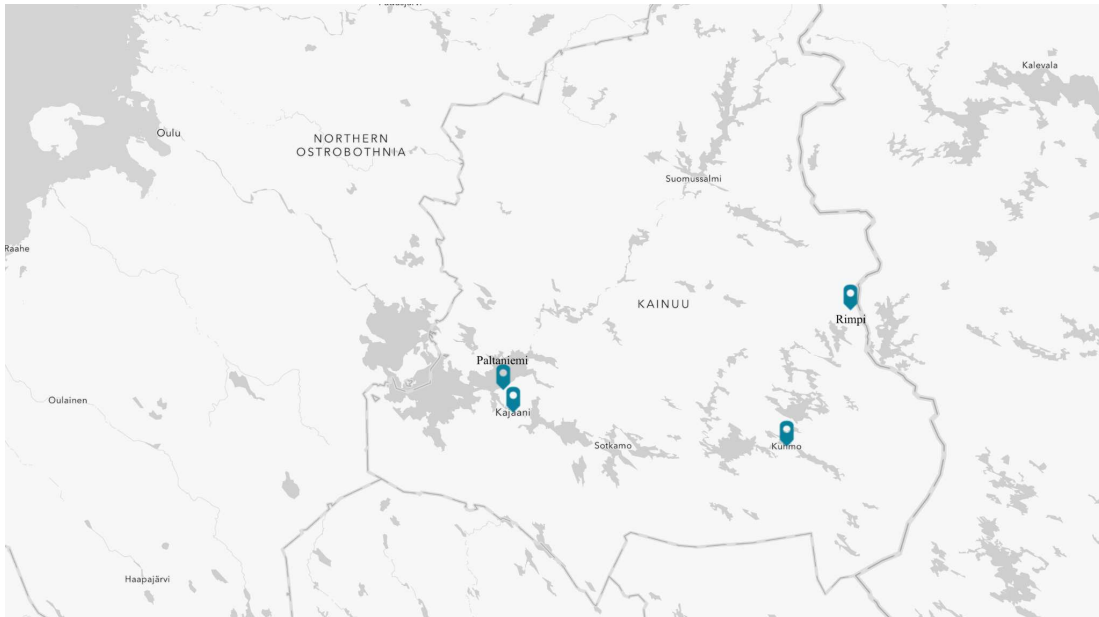 Kalevala
Oulu
NORTHERN
OSTROBOTHNIA
Suomussalmi
Raahe
KAINUU
Rimpi
Paltaniemi
Oulainen
Kajaani
Sotkamo
Kuhmo
Haapajärvi